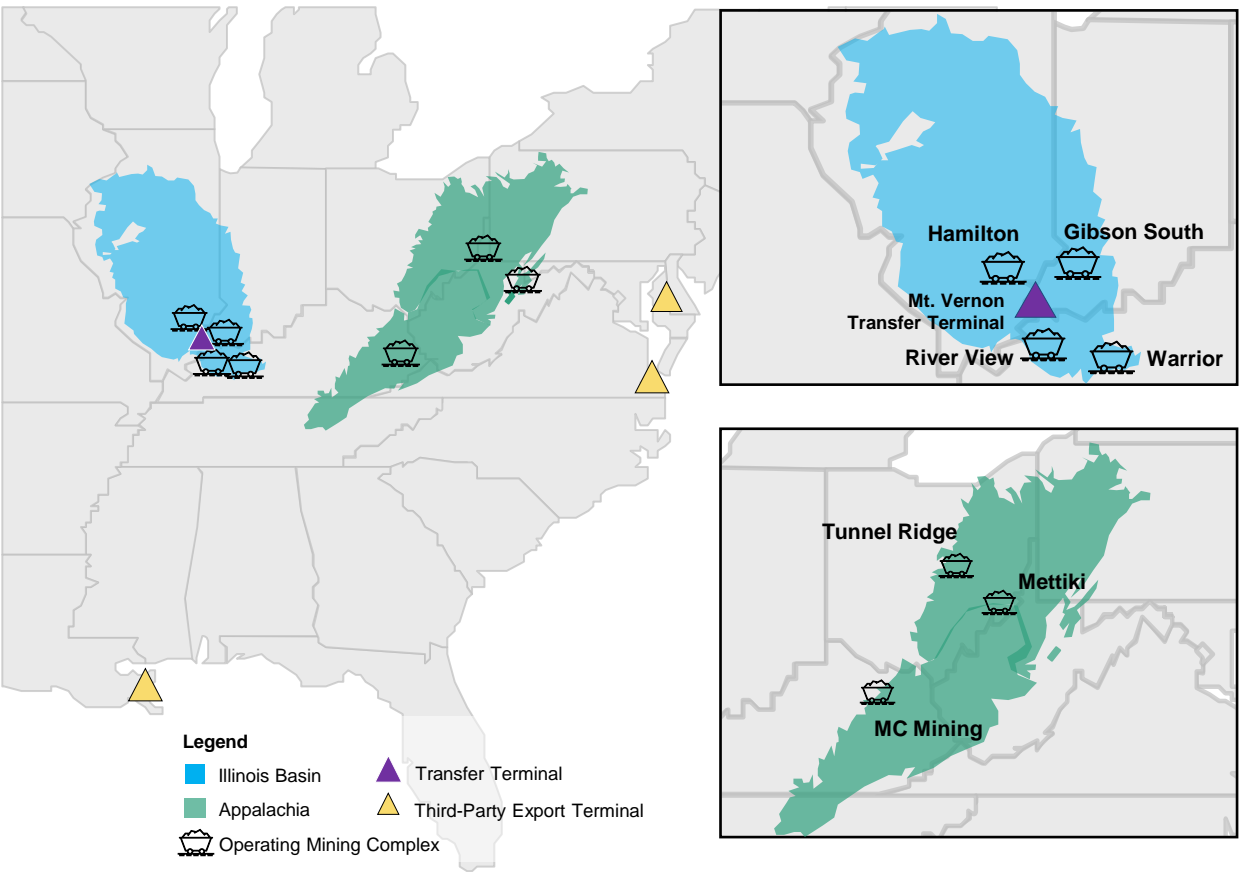 Hamilton
Gibson South
Mt. Vernon
Transfer Terminal
River View
Warrior
Tunnel Ridge
Mettiki
MC Mining
Legend
Illinois Basin
Transfer Terminal
Appalachia
Third-Party Export Terminal
Operating Mining Complex